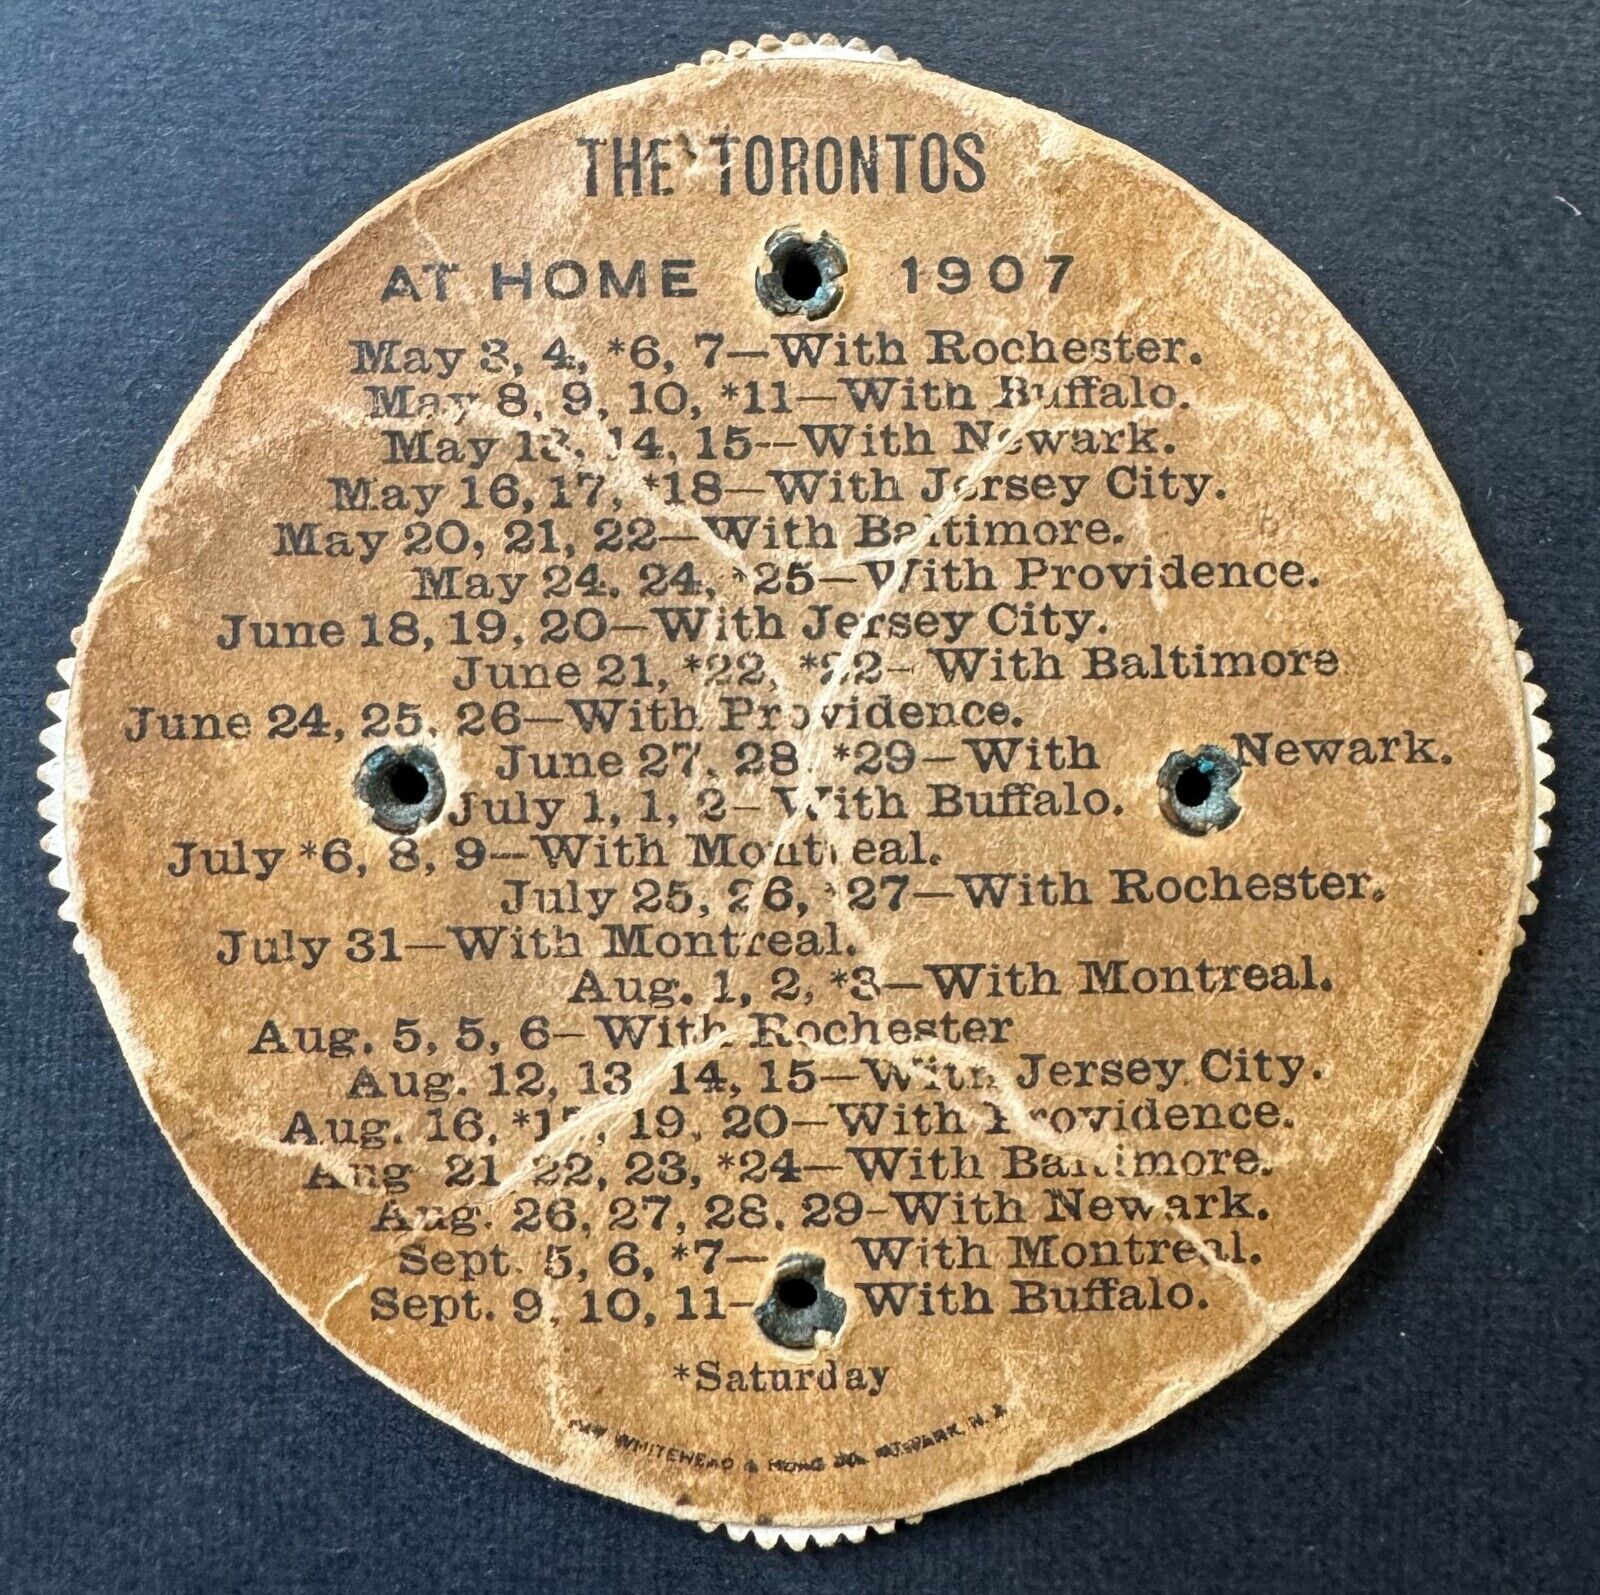 THE TORONTOS
AT HOME 1907
May 3, 4, *6, 7—With Rochester.
May 8, 9, 10, *11—With Buffalo.
May 13, 14, 15--With Newark.
May 16, 17, *18—With Jersey City.
May 20, 21, 22—With Baltimore.
May 24. 24, *25—With Providence.
June 18, 19, 20—With Jersey City.
June 21, *22, *22- With Baltimore
June 24, 25, 26—With Providence.
June 27, 28 *29—With Newark.
July 1, 1, 2—With Buffalo.
July *6, 8, 9--With Montreal.
July 25, 26, *27—With Rochester.
July 31—With Montreal.
Aug. 1, 2, *3—With Montreal.
Aug. 5, 5, 6—With Rochester
Aug. 12, 13 14, 15—With Jersey City.
Aug. 16, *17, 19, 20—With Providence.
Aug 21 22, 23, *24—With Baltimore.
Aug. 26, 27, 28. 29-With Newark.
Sept. 5, 6, *7— With Montreal.
Sept. 9, 10, 11— With Buffalo.
*Saturday
WHITEHEAD & HOAG CO. NEWARK, N. J.